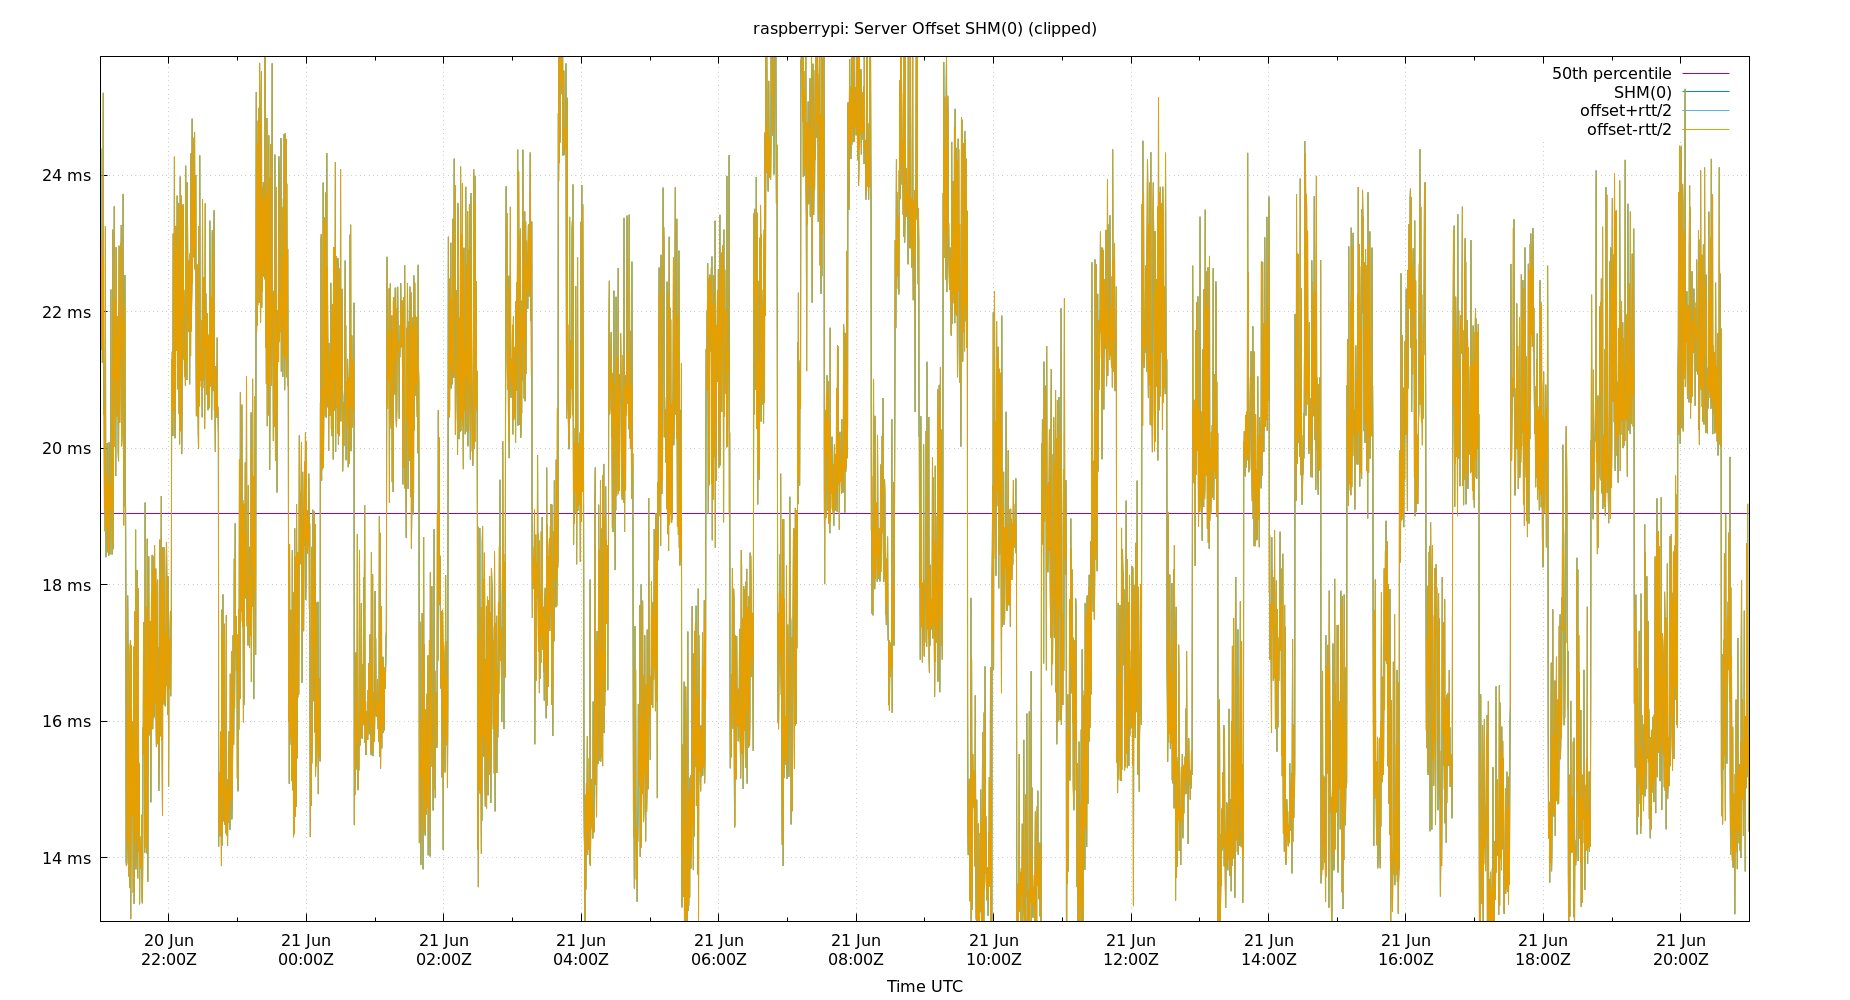 raspberrypi: Server Offset SHM(0) (clipped)
50th percentile
SHM(0)
offset+rtt/2
offset-rtt/2
24 ms
22 ms
20 ms
18 ms
16 ms
14 ms
20 Jun 21 Jun 21 Jun 21 Jun 21 Jun 21 Jun 21 Jun 21 Jun 21 Jun 21 Jun 21 Jun 21 Jun
22:00Z 00:00Z 02:00Z 04:00Z 06:00Z 08:00Z 10:00Z 12:00Z 14:00Z 16:00Z 18:00Z 20:00Z
Time UTC